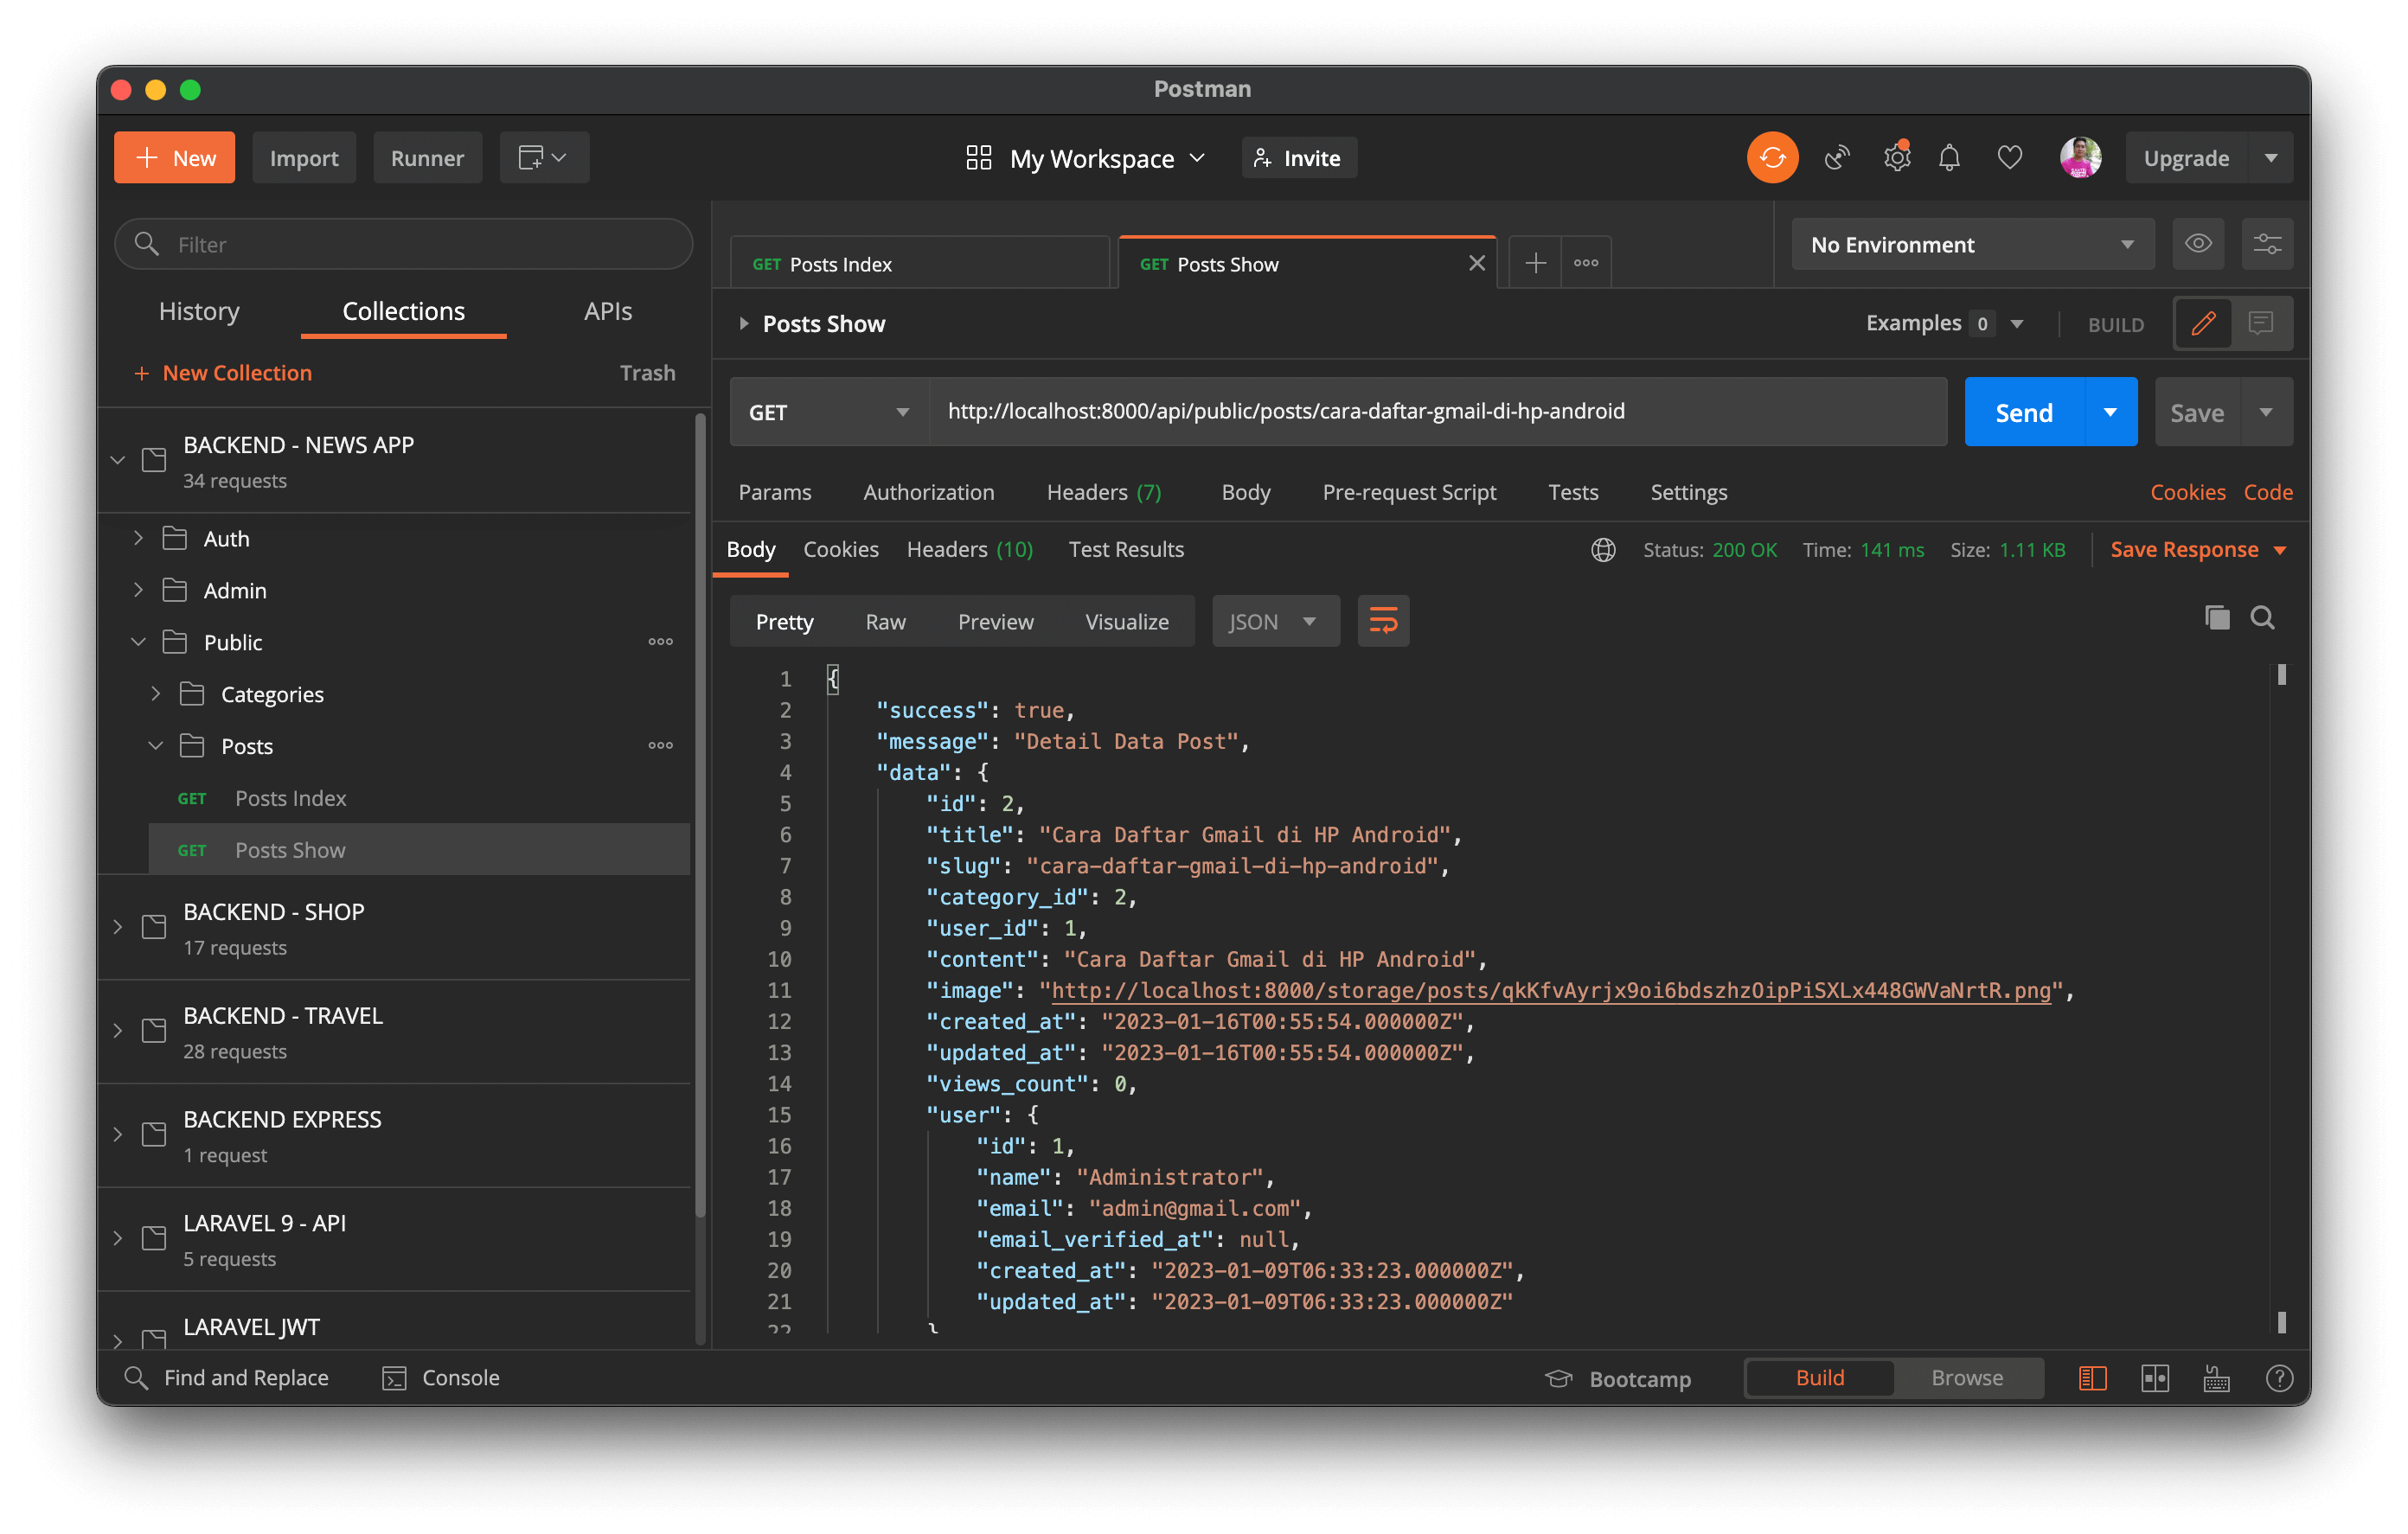 Postman
New
Import
Runner
My Workspace
Invite
Upgrade
Filter
History
Collections
APIs
New Collection
Trash
BACKEND - NEWS APP
34 requests
Auth
Admin
Public
Categories
Posts
GET Posts Index
GET Posts Show
BACKEND - SHOP
17 requests
BACKEND - TRAVEL
28 requests
BACKEND EXPRESS
1 request
LARAVEL 9 - API
5 requests
LARAVEL JWT
GET Posts Index
GET Posts Show
No Environment
Posts Show
Examples 0
BUILD
GET
http://localhost:8000/api/public/posts/cara-daftar-gmail-di-hp-android
Send
Save
Params Authorization Headers (7) Body Pre-request Script Tests Settings Cookies Code
Body Cookies Headers (10) Test Results Status: 200 OK Time: 141 ms Size: 1.11 KB Save Response
Pretty Raw Preview Visualize JSON
1 {
2 "success": true,
3 "message": "Detail Data Post",
4 "data": {
5 "id": 2,
6 "title": "Cara Daftar Gmail di HP Android",
7 "slug": "cara-daftar-gmail-di-hp-android",
8 "category_id": 2,
9 "user_id": 1,
10 "content": "Cara Daftar Gmail di HP Android",
11 "image": "http://localhost:8000/storage/posts/qkKfvAyrjx9oi6bdszhzOipPiSXLx448GWVaNrtR.png",
12 "created_at": "2023-01-16T00:55:54.000000Z",
13 "updated_at": "2023-01-16T00:55:54.000000Z",
14 "views_count": 0,
15 "user": {
16 "id": 1,
17 "name": "Administrator",
18 "email": "admin@gmail.com",
19 "email_verified_at": null,
20 "created_at": "2023-01-09T06:33:23.000000Z",
21 "updated_at": "2023-01-09T06:33:23.000000Z"
22 }
Find and Replace
Console
Bootcamp
Build
Browse